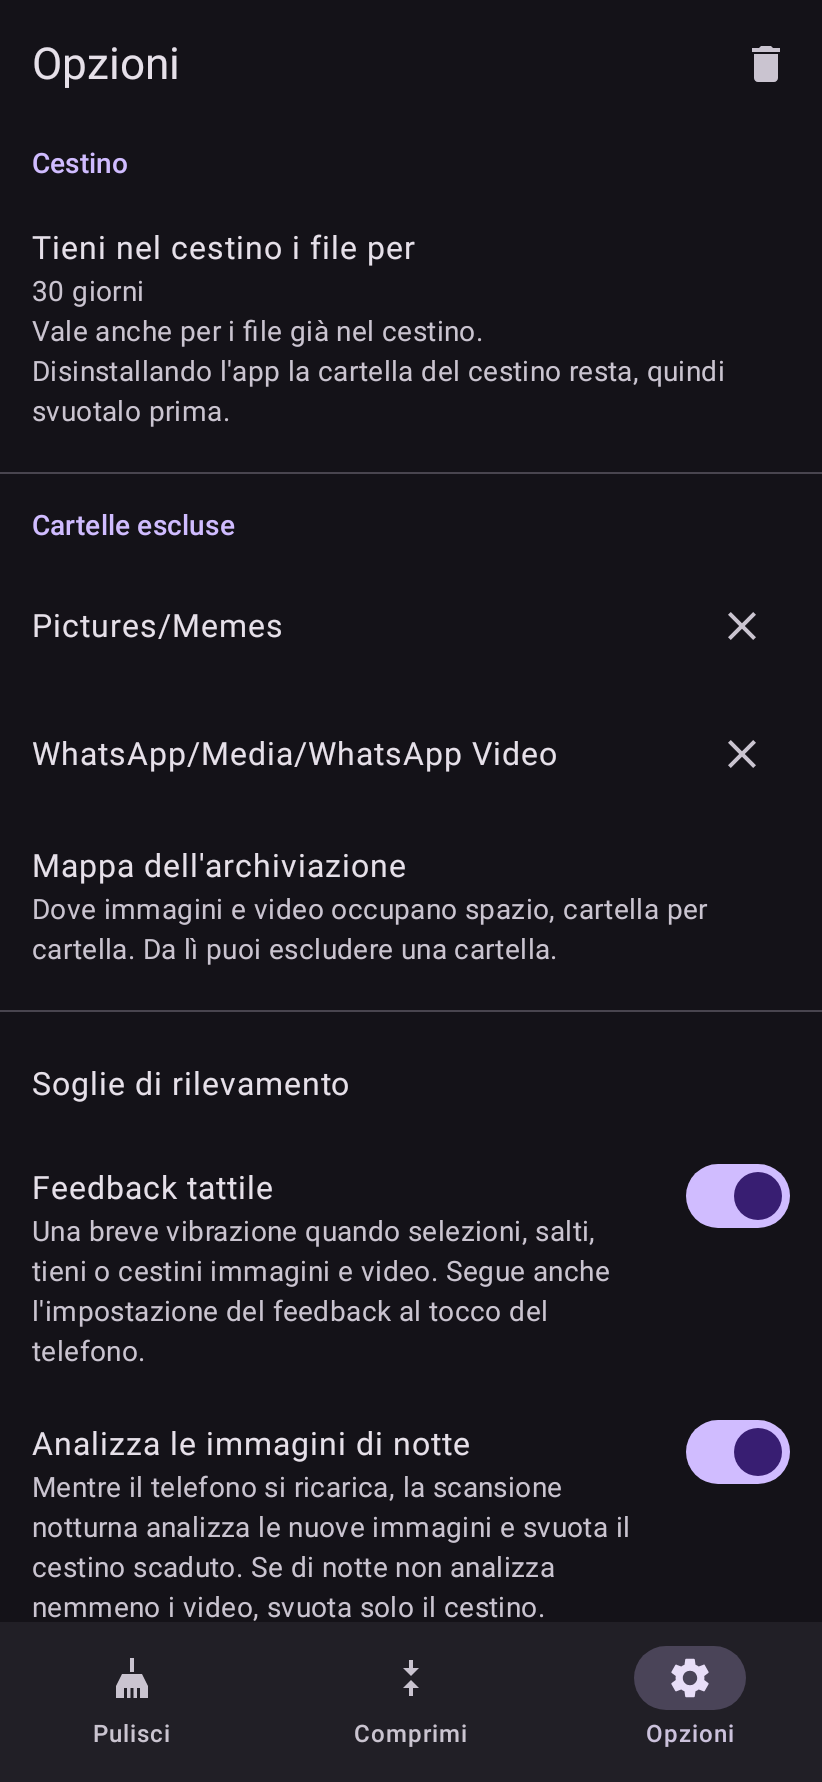 Opzioni
Cestino
Tieni nel cestino i file per
30 giorni
Vale anche per i file già nel cestino.
Disinstallando l'app la cartella del cestino resta, quindi
svuotalo prima.
Cartelle escluse
Pictures/Memes
WhatsApp/Media/WhatsApp Video
Mappa dell'archiviazione
Dove immagini e video occupano spazio, cartella per
cartella. Da lì puoi escludere una cartella.
Soglie di rilevamento
Feedback tattile
Una breve vibrazione quando selezioni, salti,
tieni o cestini immagini e video. Segue anche
l'impostazione del feedback al tocco del
telefono.
Analizza le immagini di notte
Mentre il telefono si ricarica, la scansione
notturna analizza le nuove immagini e svuota il
cestino scaduto. Se di notte non analizza
nemmeno i video, svuota solo il cestino.
Pulisci
Comprimi
Opzioni